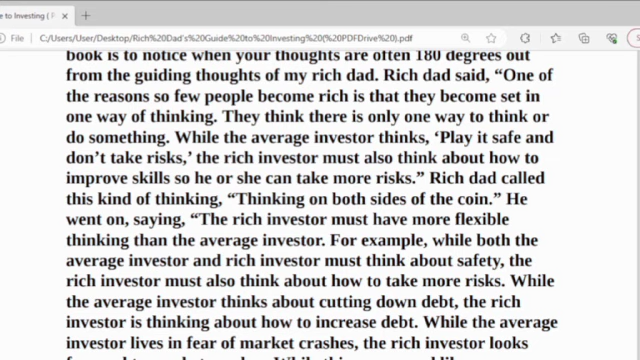 e to Investing ( P
File
C:/Users/User/Desktop/Rich%20Dad's%20Guide%20to%20Investing%20(%20PDFDrive%20).pdf
book is to notice when your thoughts are often 180 degrees out
from the guiding thoughts of my rich dad. Rich dad said, “One of
the reasons so few people become rich is that they become set in
one way of thinking. They think there is only one way to think or
do something. While the average investor thinks, ‘Play it safe and
don’t take risks,’ the rich investor must also think about how to
improve skills so he or she can take more risks.” Rich dad called
this kind of thinking, “Thinking on both sides of the coin.” He
went on, saying, “The rich investor must have more flexible
thinking than the average investor. For example, while both the
average investor and rich investor must think about safety, the
rich investor must also think about how to take more risks. While
the average investor thinks about cutting down debt, the rich
investor is thinking about how to increase debt. While the average
investor lives in fear of market crashes, the rich investor looks